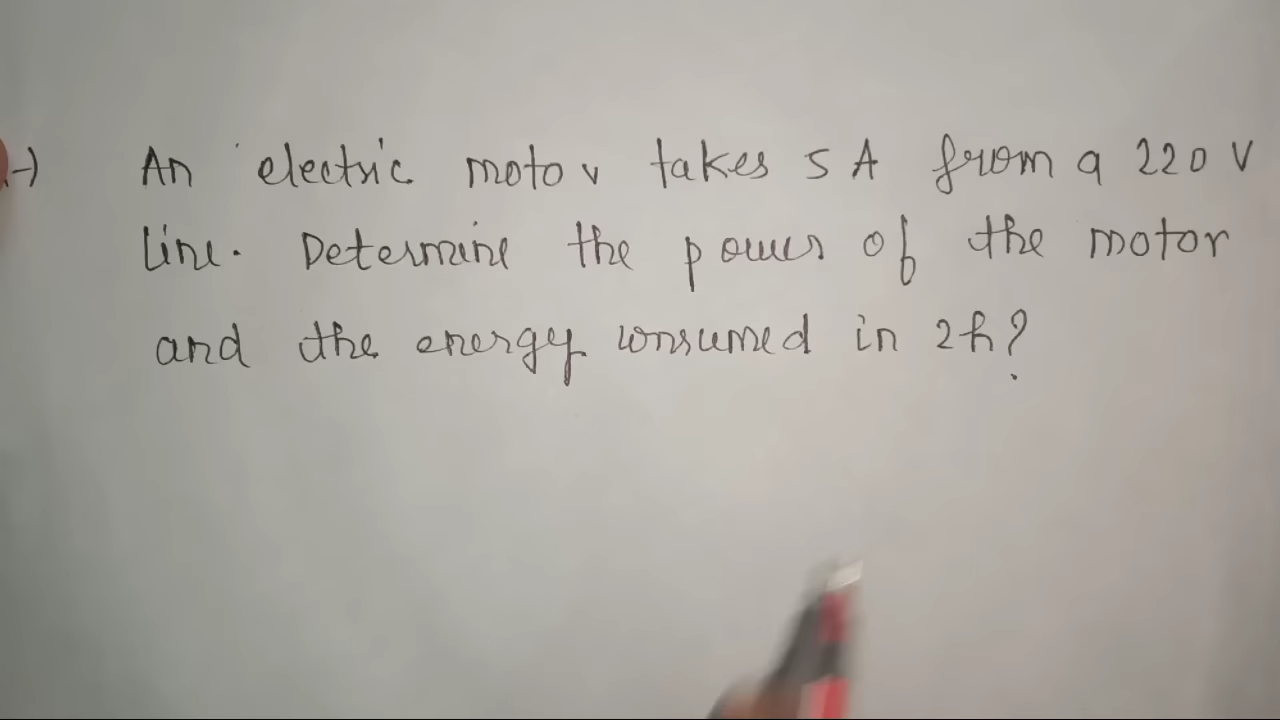 An electric motor takes 5 A from a 220 V
line. Determine the power of the motor
and the energy consumed in 2h?